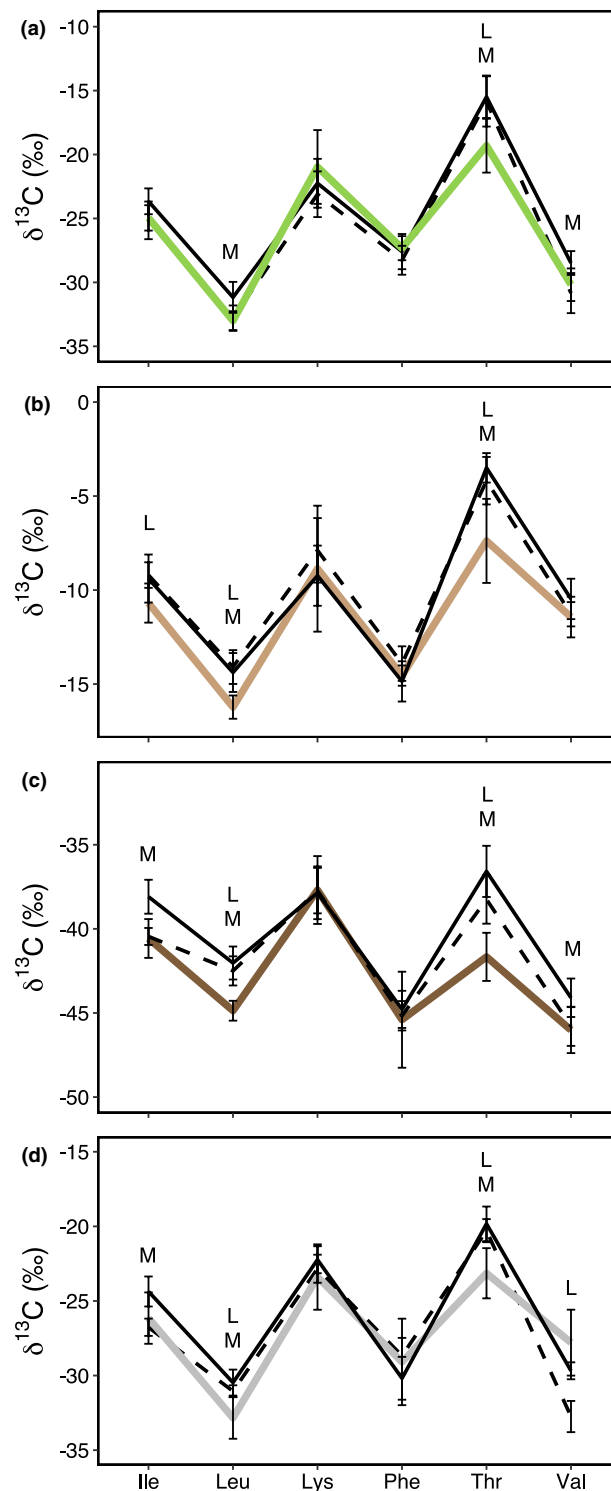 (a)
-10
L
M
-15
-20
δ13C (‰)
M
M
-25
-30
-35
(b)
0
L
M
-5
L
L
M
δ13C (‰)
-10
-15
(c)
L
M
-35
M
L
M
M
δ13C (‰)
-40
-45
-50
(d)
-15
L
M
-20
M
L
M
L
δ13C (‰)
-25
-30
-35
Ile Leu Lys Phe Thr Val